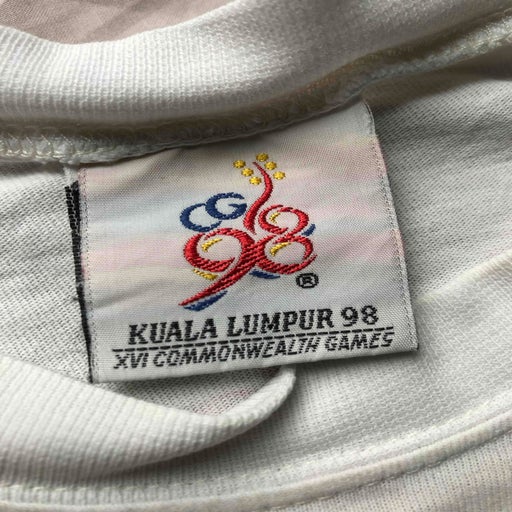 CG
98
®
KUALA LUMPUR 98
XVI COMMONWEALTH GAMES